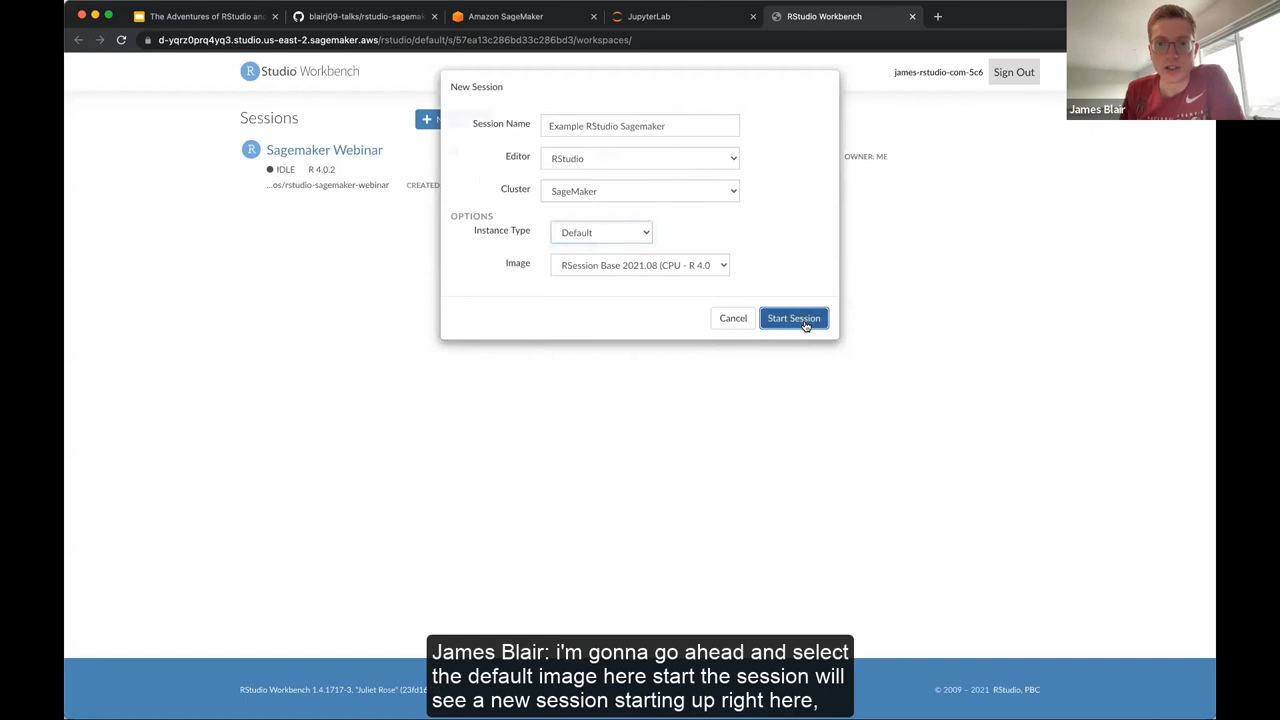 The Adventures of RStudio an
blairj09-talks/rstudio-sagema
Amazon SageMaker
JupyterLab
RStudio Workbench
d-yqrz0prq4yq3.studio.us-east-2.sagemaker.aws/rstudio/default/s/57ea13c286bd33c286bd3/workspaces/
R Studio Workbench
james-rstudio-com-5c6
Sign Out
James Blair
New Session
Sessions
Session Name
Example RStudio Sagemaker
R
Sagemaker Webinar
Editor
RStudio
OWNER: ME
IDLE R 4.0.2
...os/rstudio-sagemaker-webinar
CREATED
Cluster
SageMaker
OPTIONS
Instance Type
Default
Image
RSession Base 2021.08 (CPU - R 4.0
Cancel
Start Session
James Blair: i'm gonna go ahead and select
the default image here start the session will
see a new session starting up right here,
RStudio Workbench 1.4.1717-3, "Juliet Rose" (23fd16
© 2009 - 2021 RStudio, PBC